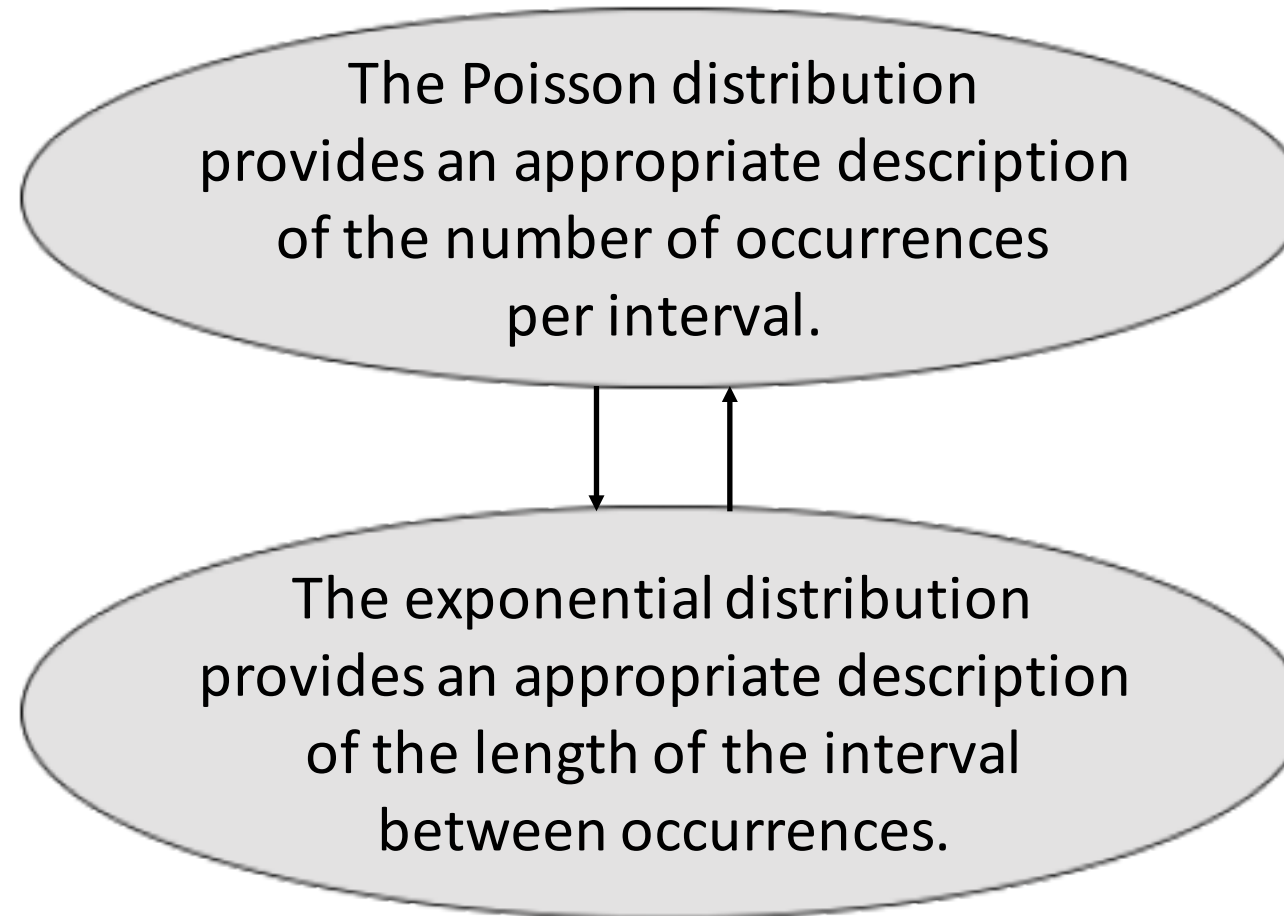 The Poisson distribution
provides an appropriate description
of the number of occurrences
per interval.
The exponential distribution
provides an appropriate description
of the length of the interval
between occurrences.